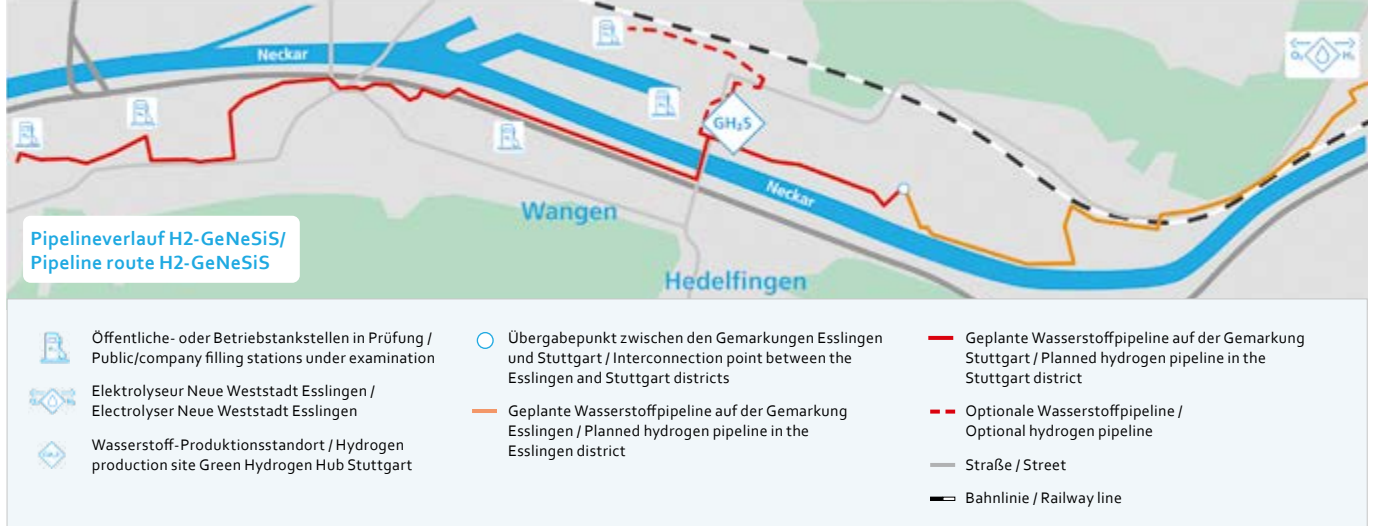 Neckar
O₂
H₂
GH₂S
Neckar
Wangen
Hedelfingen
Pipelineverlauf H2-GeNeSiS/
Pipeline route H2-GeNeSiS
Öffentliche- oder Betriebstankstellen in Prüfung /
Public/company filling stations under examination
Elektrolyseur Neue Weststadt Esslingen /
Electrolyser Neue Weststadt Esslingen
Wasserstoff-Produktionsstandort / Hydrogen
production site Green Hydrogen Hub Stuttgart
Übergabepunkt zwischen den Gemarkungen Esslingen
und Stuttgart / Interconnection point between the
Esslingen and Stuttgart districts
Geplante Wasserstoffpipeline auf der Gemarkung
Esslingen / Planned hydrogen pipeline in the
Esslingen district
Geplante Wasserstoffpipeline auf der Gemarkung
Stuttgart / Planned hydrogen pipeline in the
Stuttgart district
Optionale Wasserstoffpipeline /
Optional hydrogen pipeline
Straße / Street
Bahnlinie / Railway line